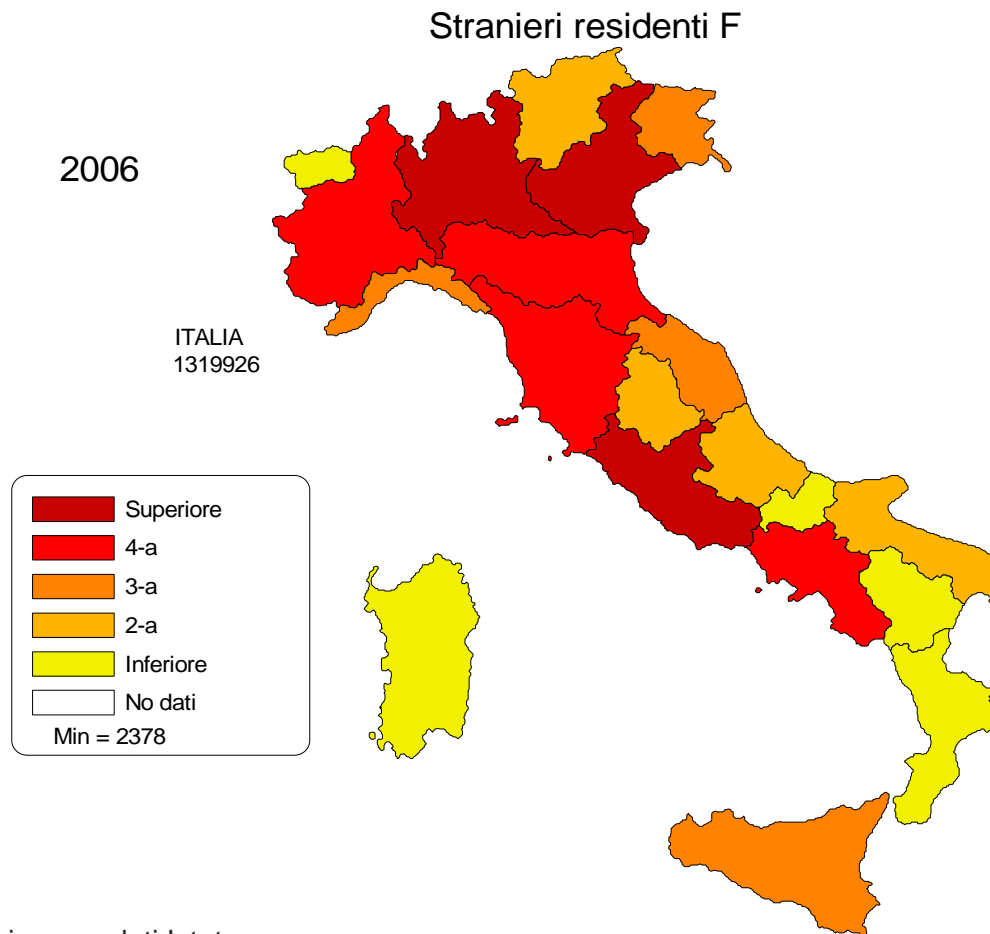 Stranieri residenti F
2006
ITALIA
1319926
Superiore
4-a
3-a
2-a
Inferiore
No dati
Min = 2378